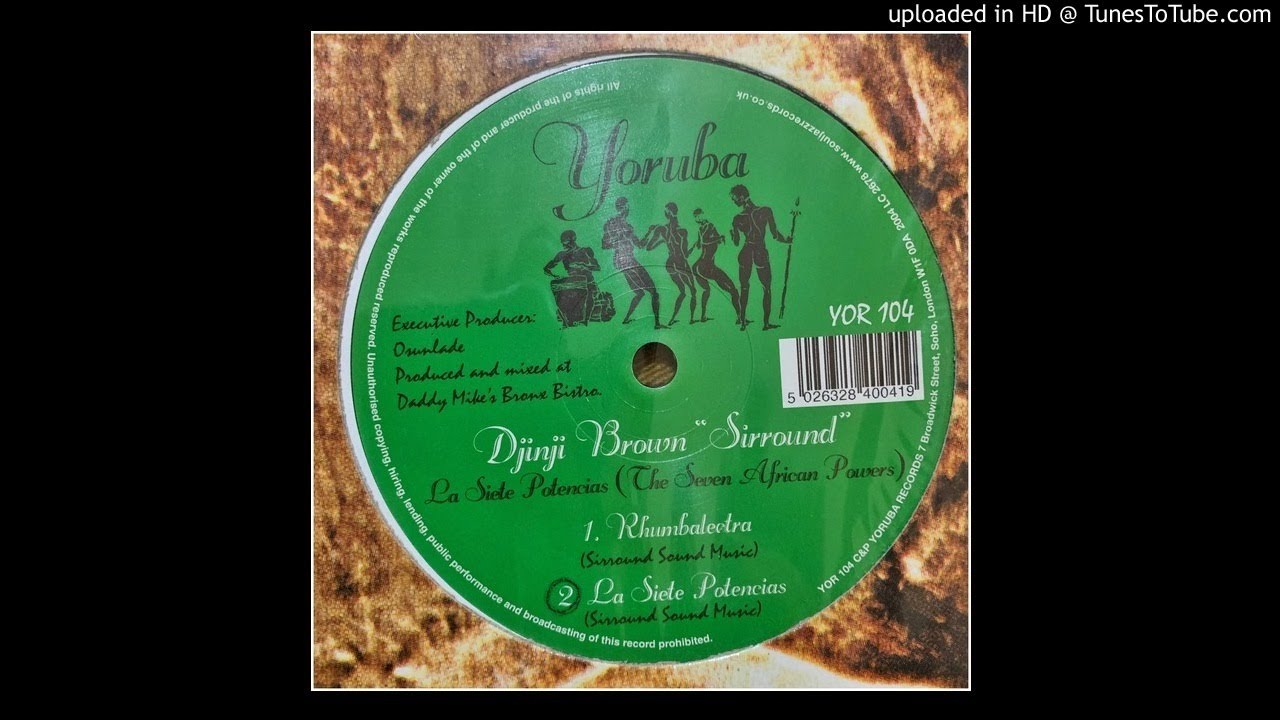 uploaded in HD @ TunesToTube.com
Yoruba
YOR 104
Executive Producer:
Osunlade
Produced and mixed at
Daddy Mike's Bronx Bistro.
5 026328 400419
Djinji Brown "Sirround"
La Siete Potencias (The Seven African Powers)
1. Rhumbalectra
(Sirround Sound Music)
2 La Siete Potencias
(Sirround Sound Music)
All rights of the producer and of the owner of the works reproduced reserved. Unauthorised copying, hiring, lending, public performance and broadcasting of this record prohibited.
YOR 104 C&P YORUBA RECORDS 7 Broadwick Street, Soho, London W1F 0DA 2004 LC 2678 www.souljazzrecords.co.uk